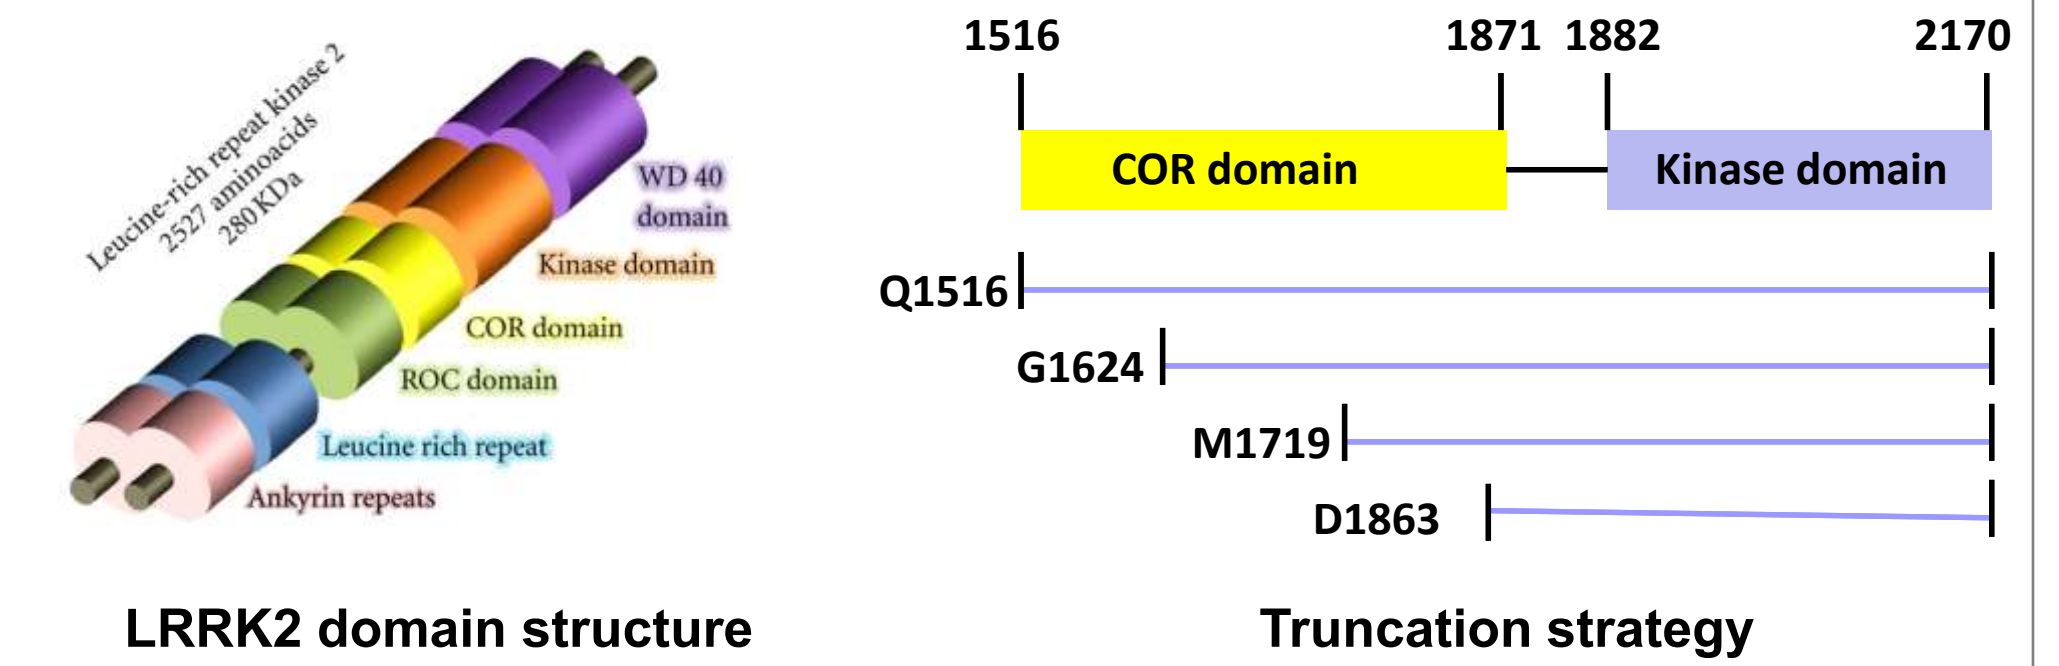 Leucine-rich repeat kinase 2
2527 aminoacids
280 KDa
WD 40
domain
Kinase domain
COR domain
ROC domain
Leucine rich repeat
Ankyrin repeats
LRRK2 domain structure
1516 1871 1882 2170
COR domain Kinase domain
Q1516
G1624
M1719
D1863
Truncation strategy